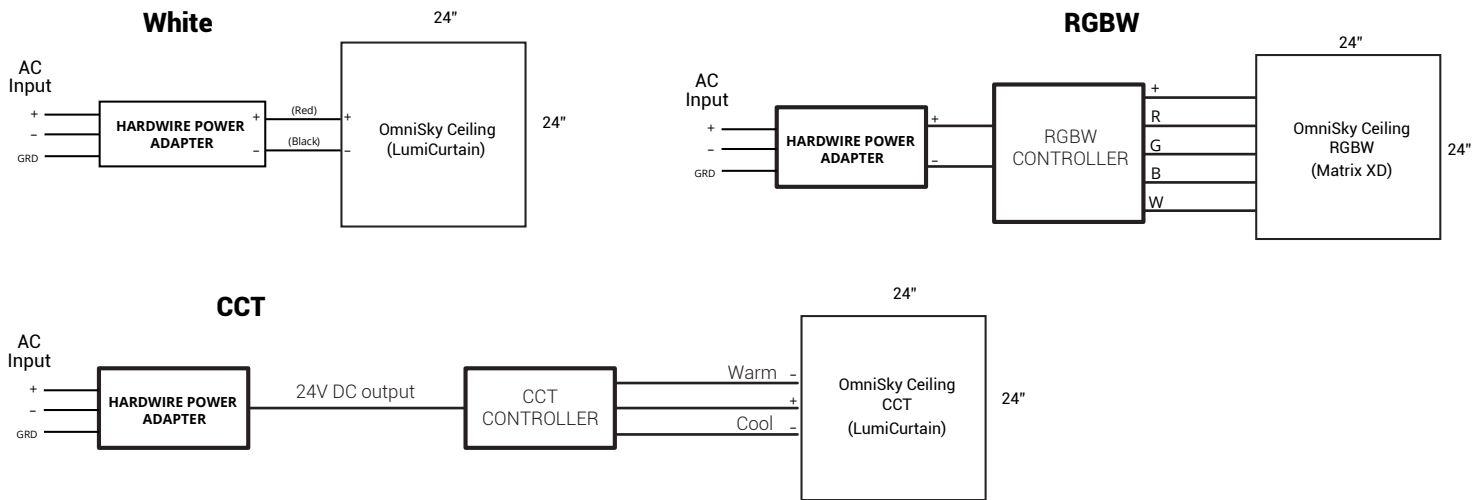 White
24"
AC
Input
+
−
GRD
HARDWIRE POWER
ADAPTER
+
−
(Red)
(Black)
+
−
OmniSky Ceiling
(LumiCurtain)
24"
RGBW
24"
AC
Input
+
−
GRD
HARDWIRE POWER
ADAPTER
+
−
RGBW
CONTROLLER
+
R
G
B
W
OmniSky Ceiling
RGBW
(Matrix XD)
24"
CCT
24"
AC
Input
+
−
GRD
HARDWIRE POWER
ADAPTER
24V DC output
CCT
CONTROLLER
Warm −
+
Cool −
OmniSky Ceiling
CCT
(LumiCurtain)
24"